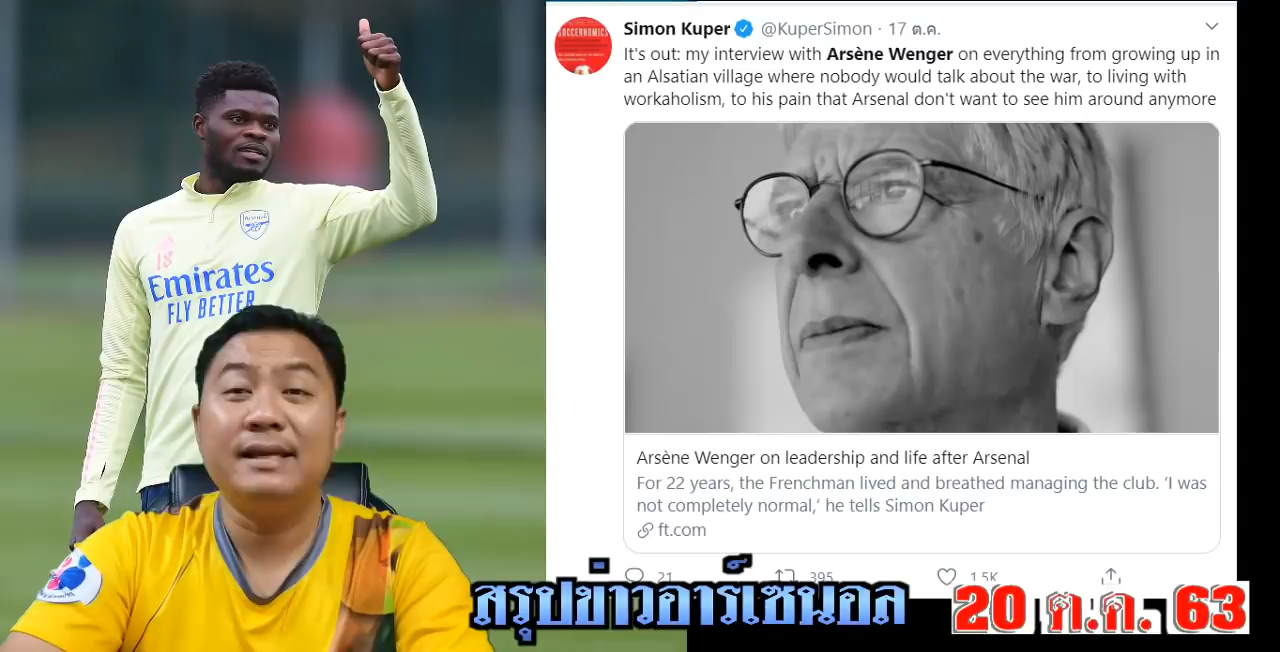 SOCCERNOMICS
Simon Kuper @KuperSimon · 17 ต.ค.
It's out: my interview with Arsène Wenger on everything from growing up in
an Alsatian village where nobody would talk about the war, to living with
workaholism, to his pain that Arsenal don't want to see him around anymore
Arsenal
18
Emirates
FLY BETTER
Arsène Wenger on leadership and life after Arsenal
For 22 years, the Frenchman lived and breathed managing the club. ‘I was
not completely normal,’ he tells Simon Kuper
ft.com
21 395 1.5K
สรุปข่าวอาร์เซนอล 20 ต.ค. 63